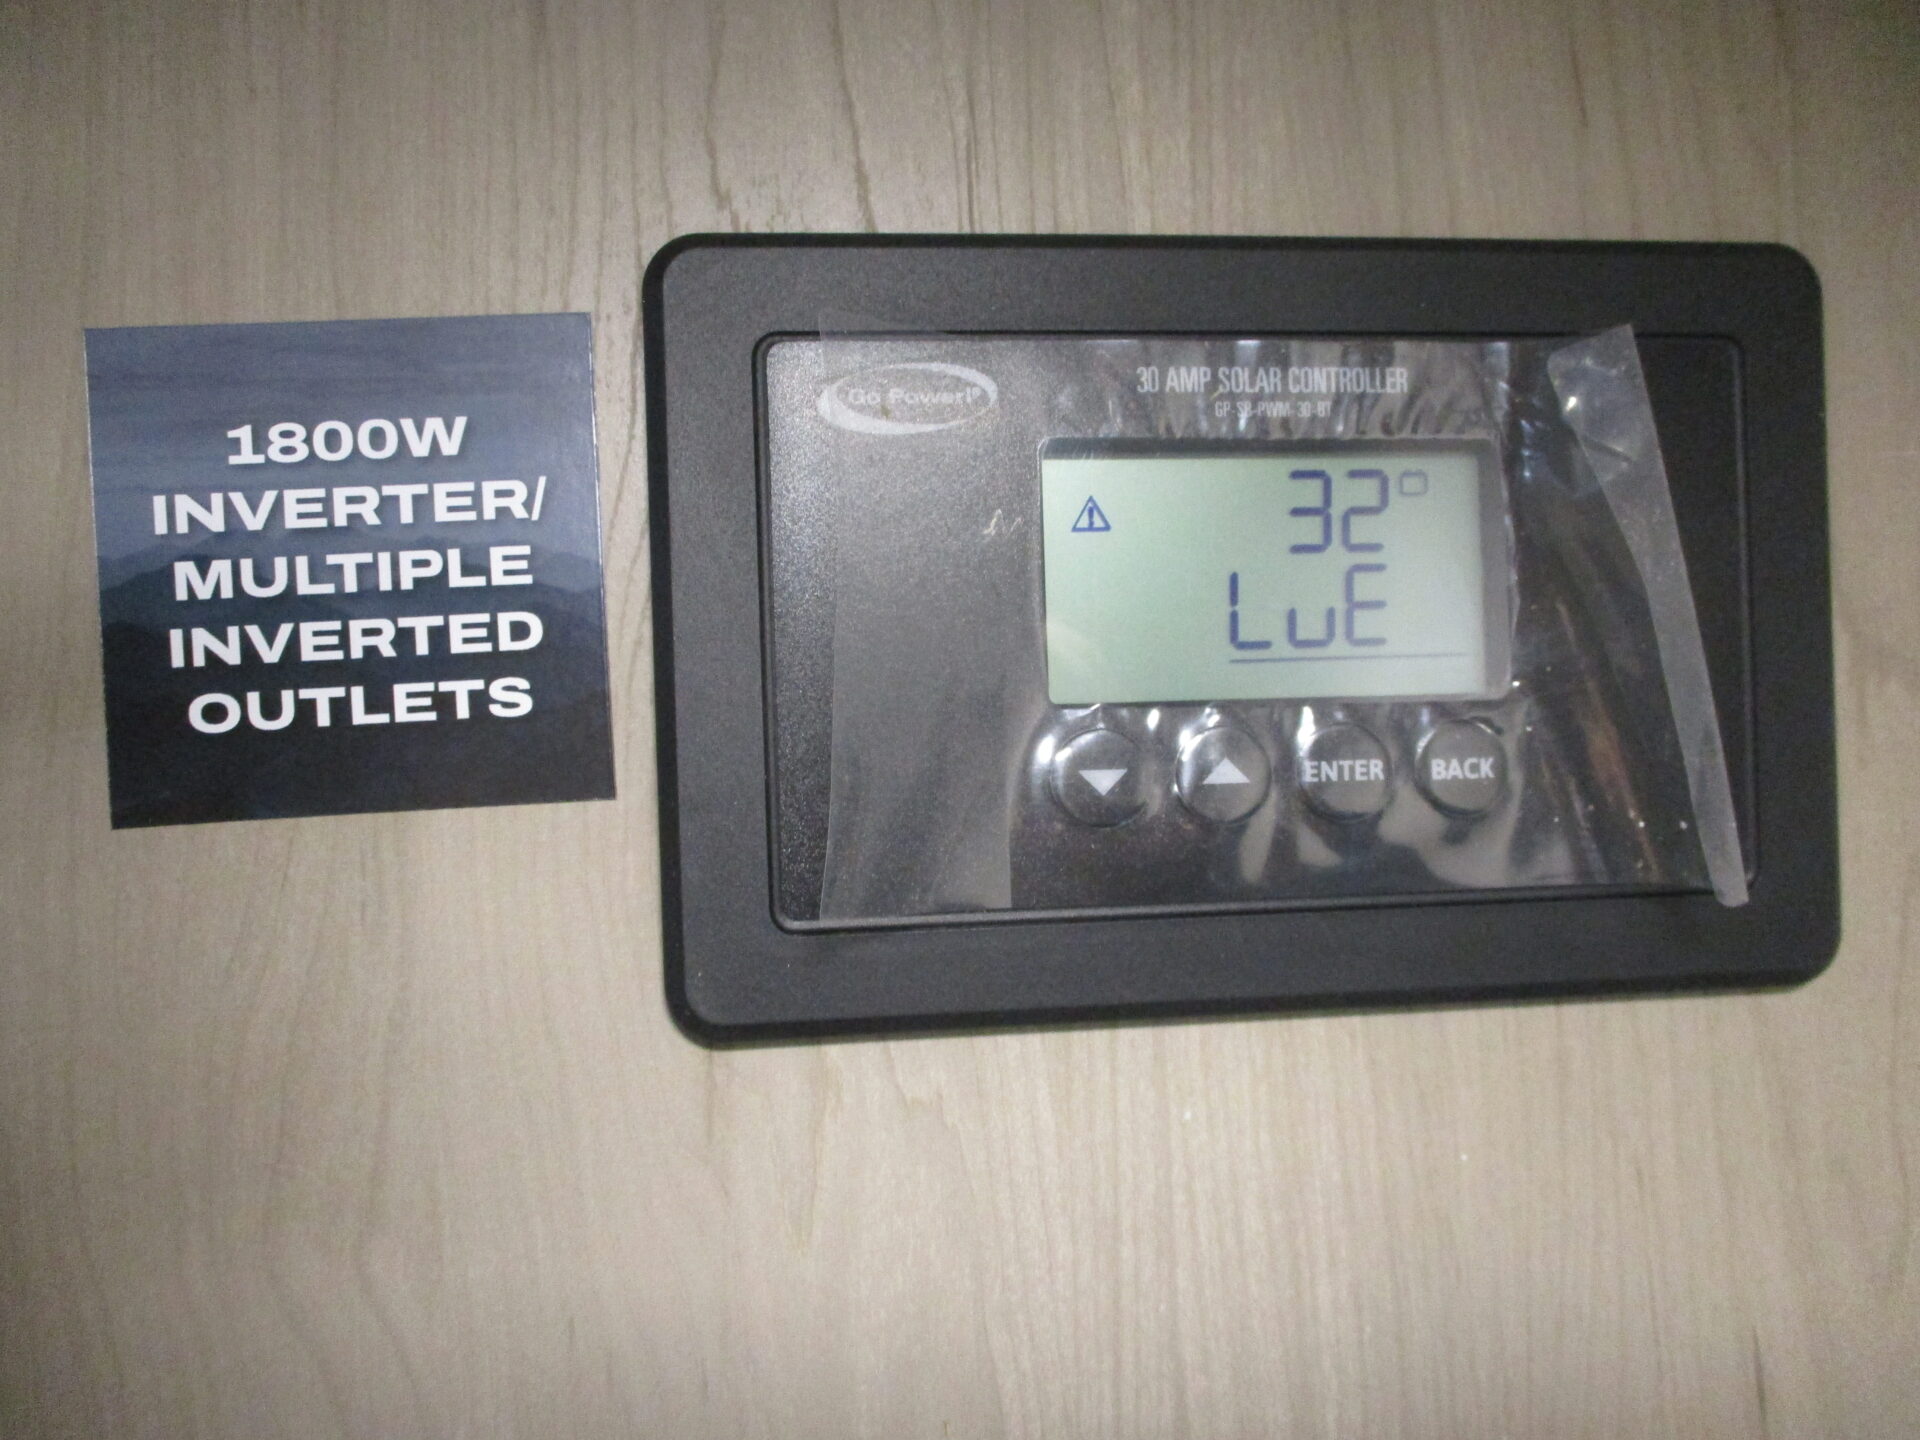 1800W
INVERTER/
MULTIPLE
INVERTED
OUTLETS
Go Power!®
30 AMP SOLAR CONTROLLER
GP-SB-PWM-30-BT
32
LuE
ENTER BACK